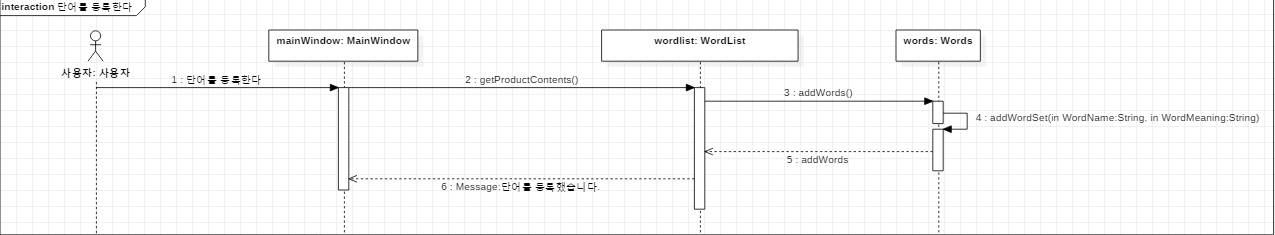 interaction 단어를 등록한다
mainWindow: MainWindow
wordlist: WordList
words: Words
사용자: 사용자
1 : 단어를 등록한다
2 : getProductContents()
3 : addWords()
4 : addWordSet(in WordName:String, in WordMeaning:String)
5 : addWords
6 : Message:단어를 등록했습니다.